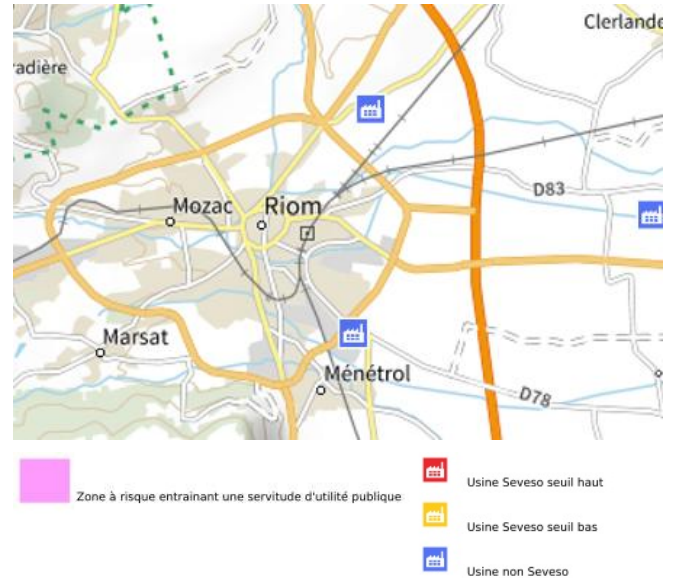 Clerlande
radière
D83
Mozac
Riom
Marsat
Ménétrol
D78
Zone à risque entrainant une servitude d'utilité publique
Usine Seveso seuil haut
Usine Seveso seuil bas
Usine non Seveso